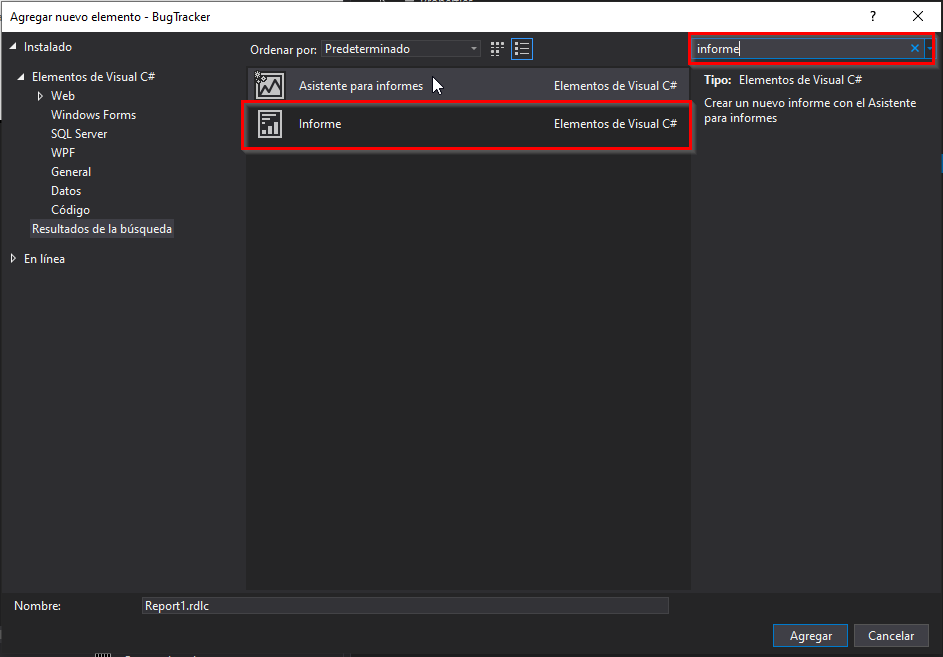 Agregar nuevo elemento - BugTracker
?
Instalado
Ordenar por: Predeterminado
informe
Elementos de Visual C#
Web
Windows Forms
SQL Server
WPF
General
Datos
Código
Resultados de la búsqueda
En línea
Asistente para informes Elementos de Visual C#
Informe Elementos de Visual C#
Tipo: Elementos de Visual C#
Crear un nuevo informe con el Asistente
para informes
Nombre: Report1.rdlc
Agregar Cancelar